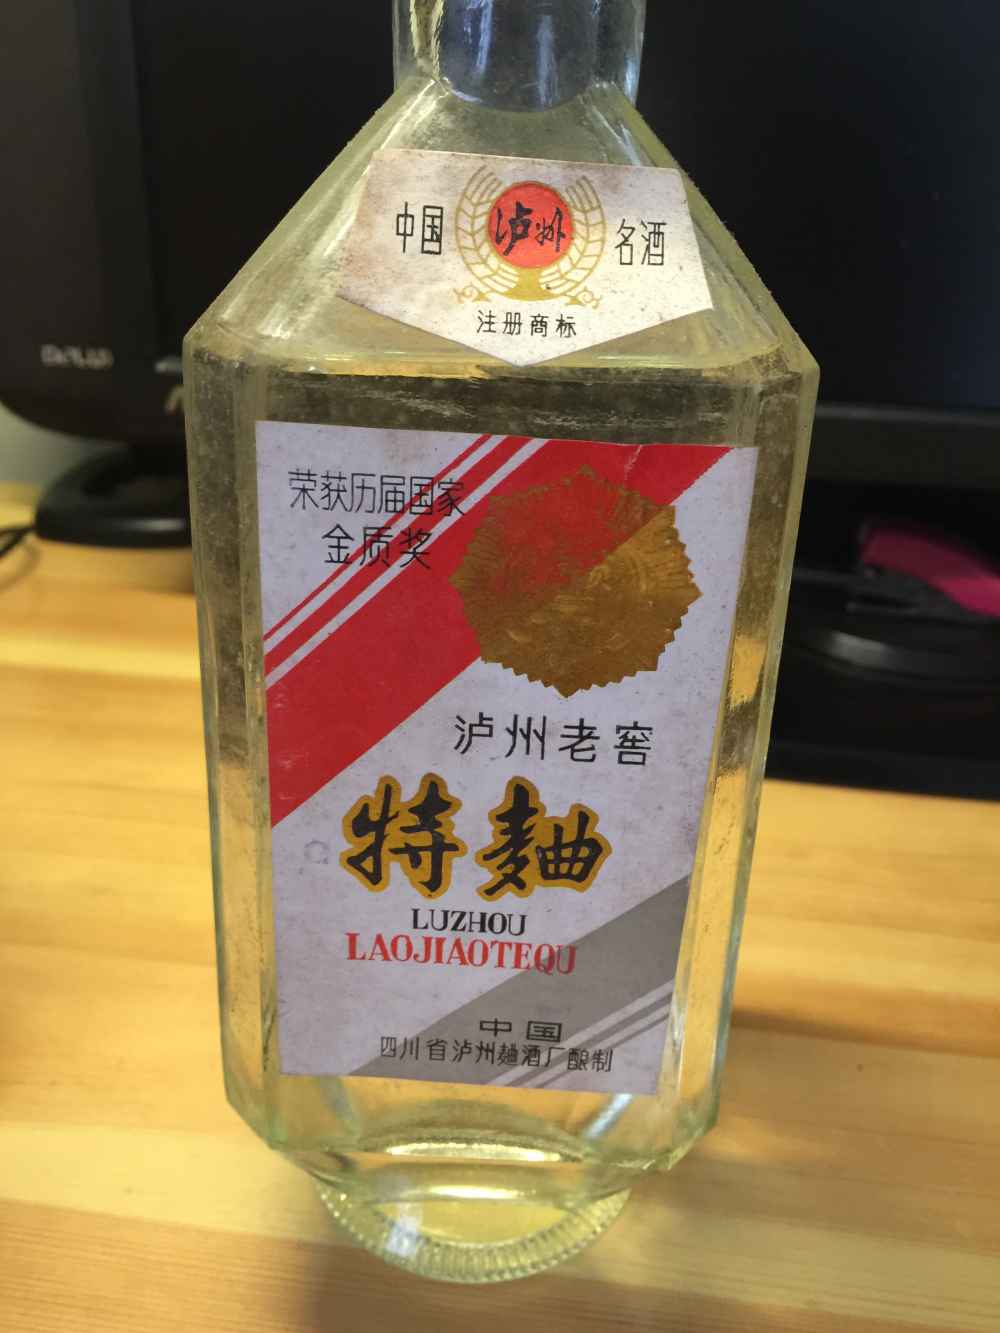 中国 泸州 名酒
注册商标
荣获历届国家
金质奖
泸州老窖
特麯
LUZHOU
LAOJIAOTEQU
中国
四川省泸州麯酒厂酿制